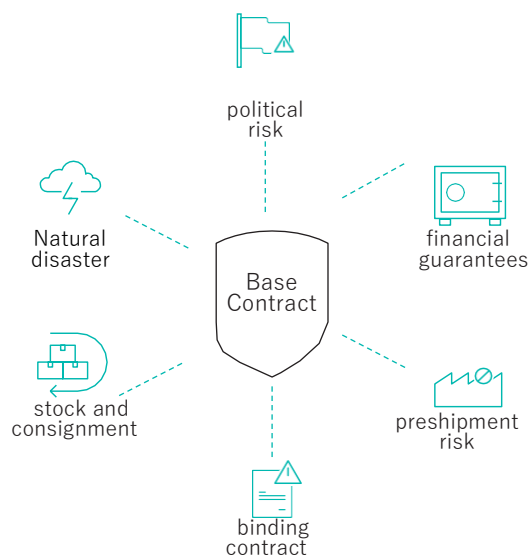 political
risk
Natural
disaster
financial
guarantees
Base
Contract
stock and
consignment
preshipment
risk
binding
contract